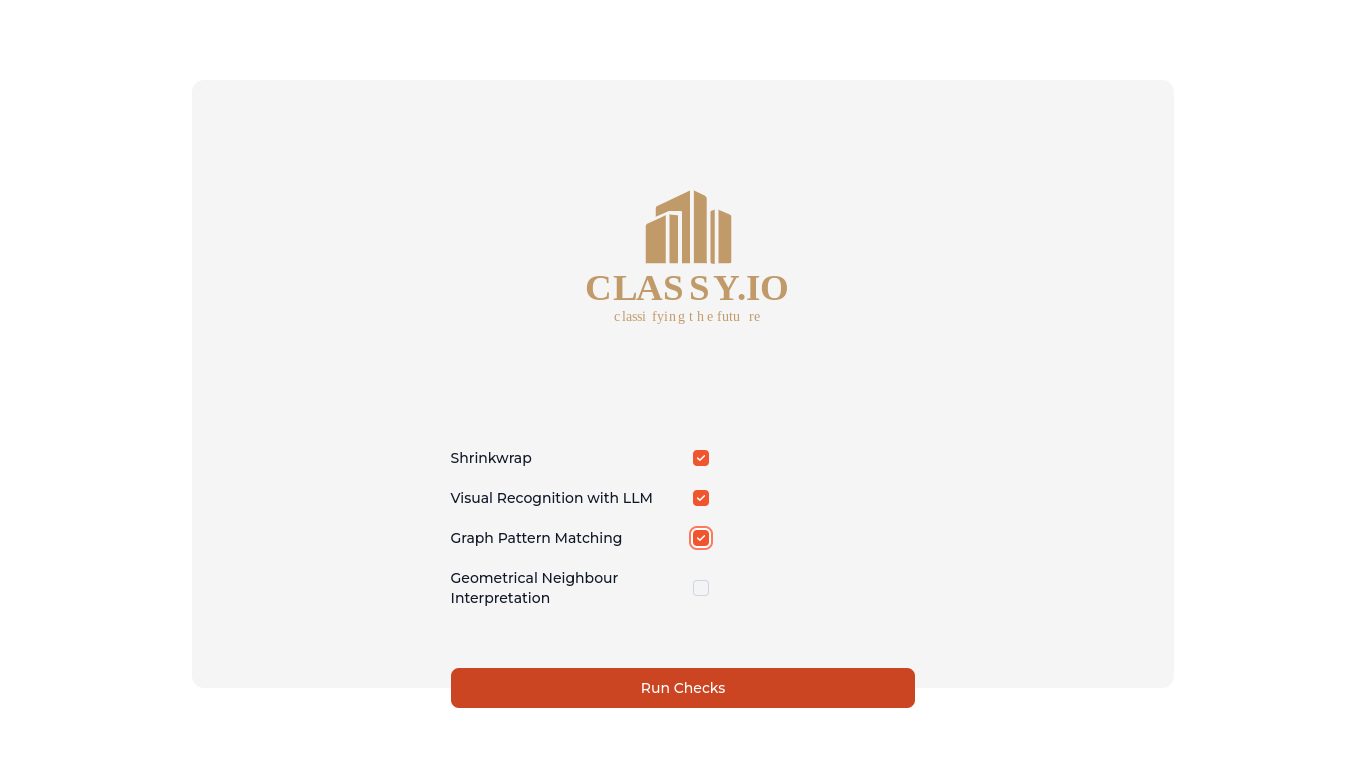 CLASSY.IO
classifying the future
Shrinkwrap
Visual Recognition with LLM
Graph Pattern Matching
Geometrical Neighbour
Interpretation
Run Checks